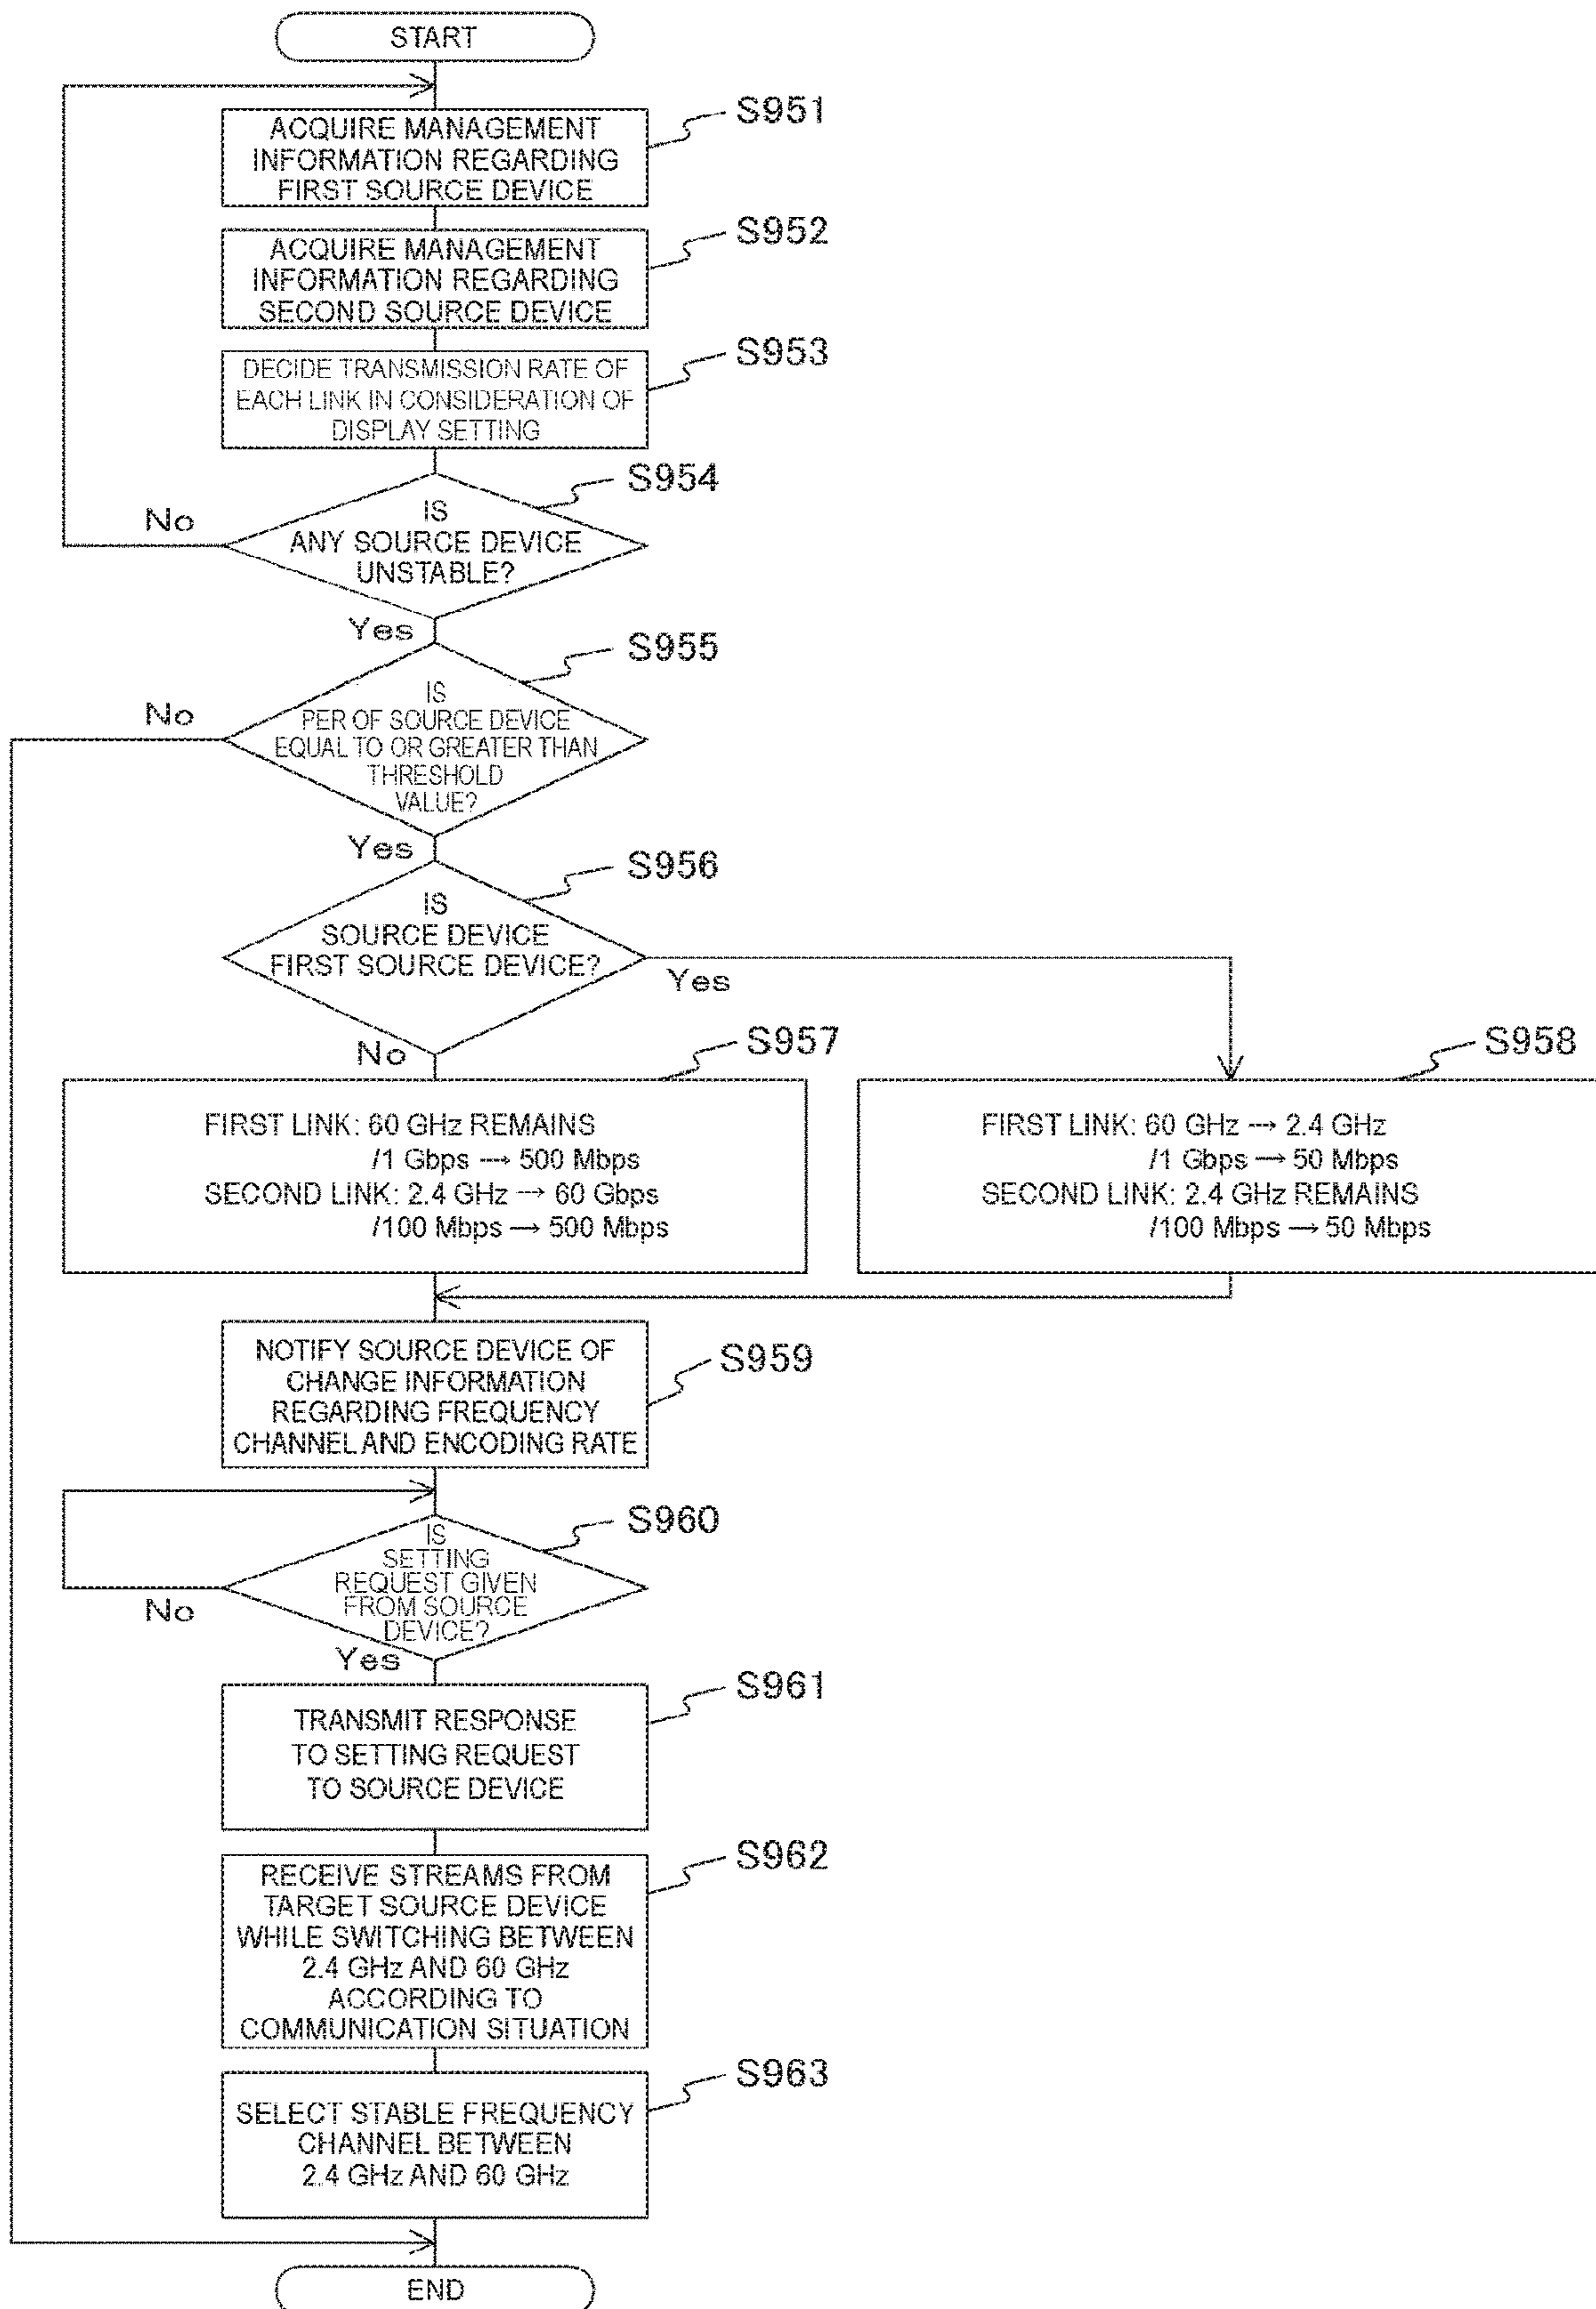 START
S951
ACQUIRE MANAGEMENT
INFORMATION REGARDING
FIRST SOURCE DEVICE
S952
ACQUIRE MANAGEMENT
INFORMATION REGARDING
SECOND SOURCE DEVICE
S953
DECIDE TRANSMISSION RATE OF
EACH LINK IN CONSIDERATION OF
DISPLAY SETTING
S954
No
IS
ANY SOURCE DEVICE
UNSTABLE?
Yes
S955
No
IS
PER OF SOURCE DEVICE
EQUAL TO OR GREATER THAN
THRESHOLD
VALUE?
Yes
S956
IS
SOURCE DEVICE
FIRST SOURCE DEVICE?
Yes
No
S957
FIRST LINK: 60 GHz REMAINS
/1 Gbps → 500 Mbps
SECOND LINK: 2.4 GHz → 60 Gbps
/100 Mbps → 500 Mbps
S958
FIRST LINK: 60 GHz → 2.4 GHz
/1 Gbps → 50 Mbps
SECOND LINK: 2.4 GHz REMAINS
/100 Mbps → 50 Mbps
S959
NOTIFY SOURCE DEVICE OF
CHANGE INFORMATION
REGARDING FREQUENCY
CHANNEL AND ENCODING RATE
S960
IS
SETTING
REQUEST GIVEN
FROM SOURCE
DEVICE?
No
Yes
S961
TRANSMIT RESPONSE
TO SETTING REQUEST
TO SOURCE DEVICE
S962
RECEIVE STREAMS FROM
TARGET SOURCE DEVICE
WHILE SWITCHING BETWEEN
2.4 GHz AND 60 GHz
ACCORDING TO
COMMUNICATION SITUATION
S963
SELECT STABLE FREQUENCY
CHANNEL BETWEEN
2.4 GHz AND 60 GHz
END